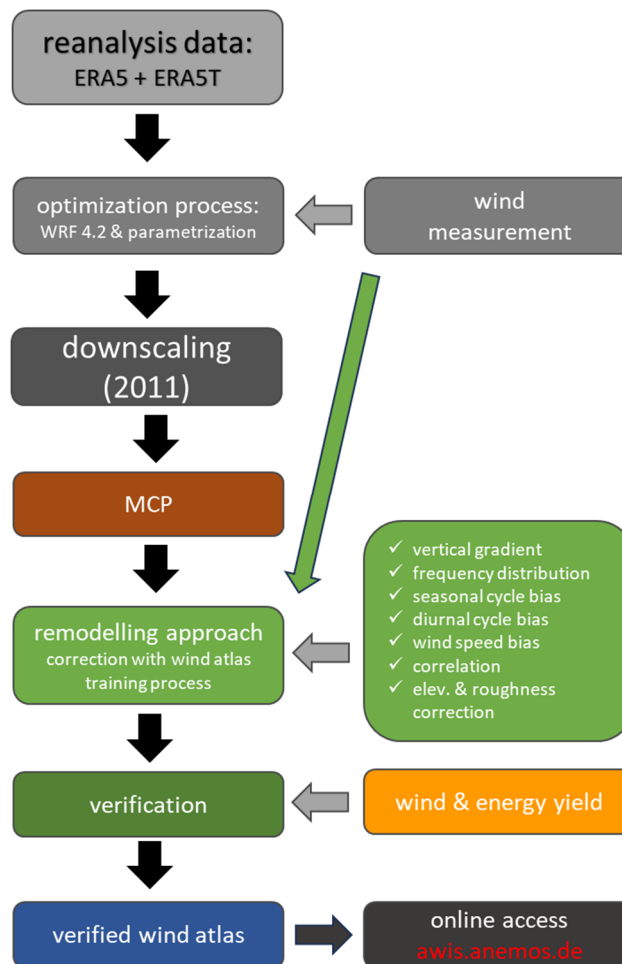 reanalysis data:
ERA5 + ERA5T
optimization process:
WRF 4.2 & parametrization
wind
measurement
downscaling
(2011)
MCP
remodelling approach
correction with wind atlas
training process
✓ vertical gradient
✓ frequency distribution
✓ seasonal cycle bias
✓ diurnal cycle bias
✓ wind speed bias
✓ correlation
✓ elev. & roughness
correction
verification
wind & energy yield
verified wind atlas
online access
awis.anemos.de